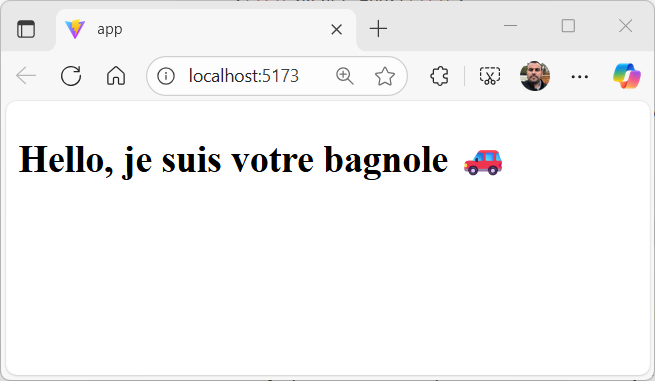 app
localhost:5173
Hello, je suis votre bagnole 🚗